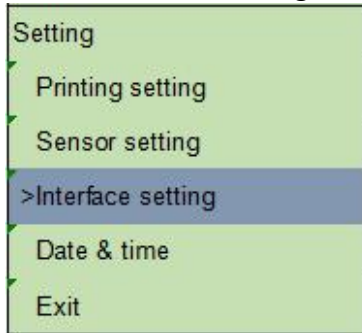 Setting
Printing setting
Sensor setting
>Interface setting
Date & time
Exit